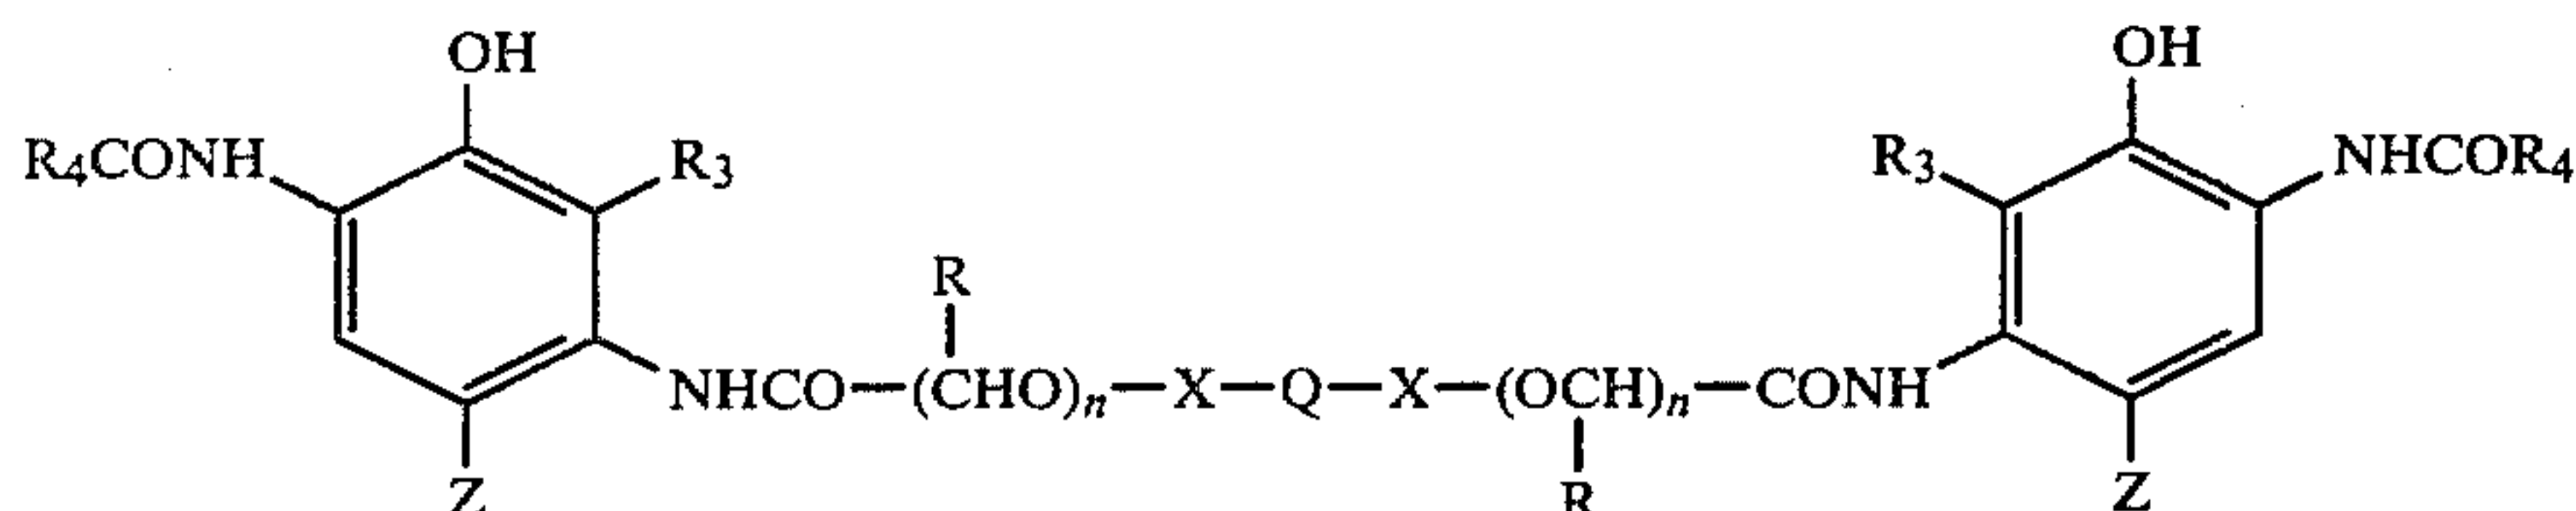 OH OH
R₄CONH R₃ R₃ NHCOR₄
R
NHCO—(CHO)ₙ—X—Q—X—(OCH)ₙ—CONH
Z R Z